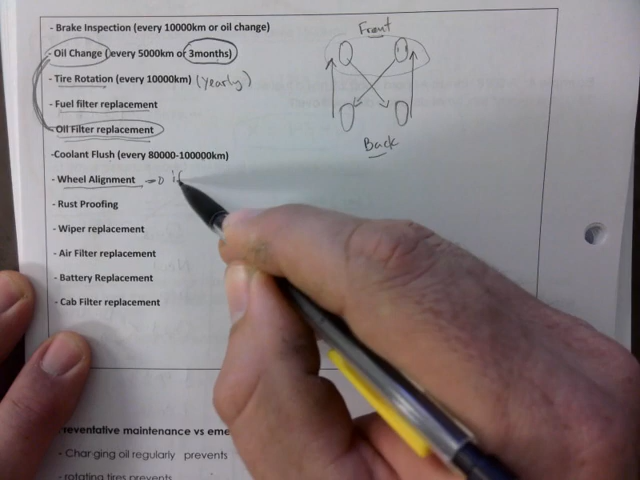 - Brake Inspection (every 10000km or oil change)
- Oil Change (every 5000km or 3months)
- Tire Rotation (every 10000km) (yearly)
- Fuel filter replacement
- Oil Filter replacement
-Coolant Flush (every 80000-100000km)
- Wheel Alignment → if
- Rust Proofing
- Wiper replacement
- Air Filter replacement
- Battery Replacement
- Cab Filter replacement
Front
Back
reventative maintenance vs eme
- Char ging oil regularly prevents
- rotating tires prevents